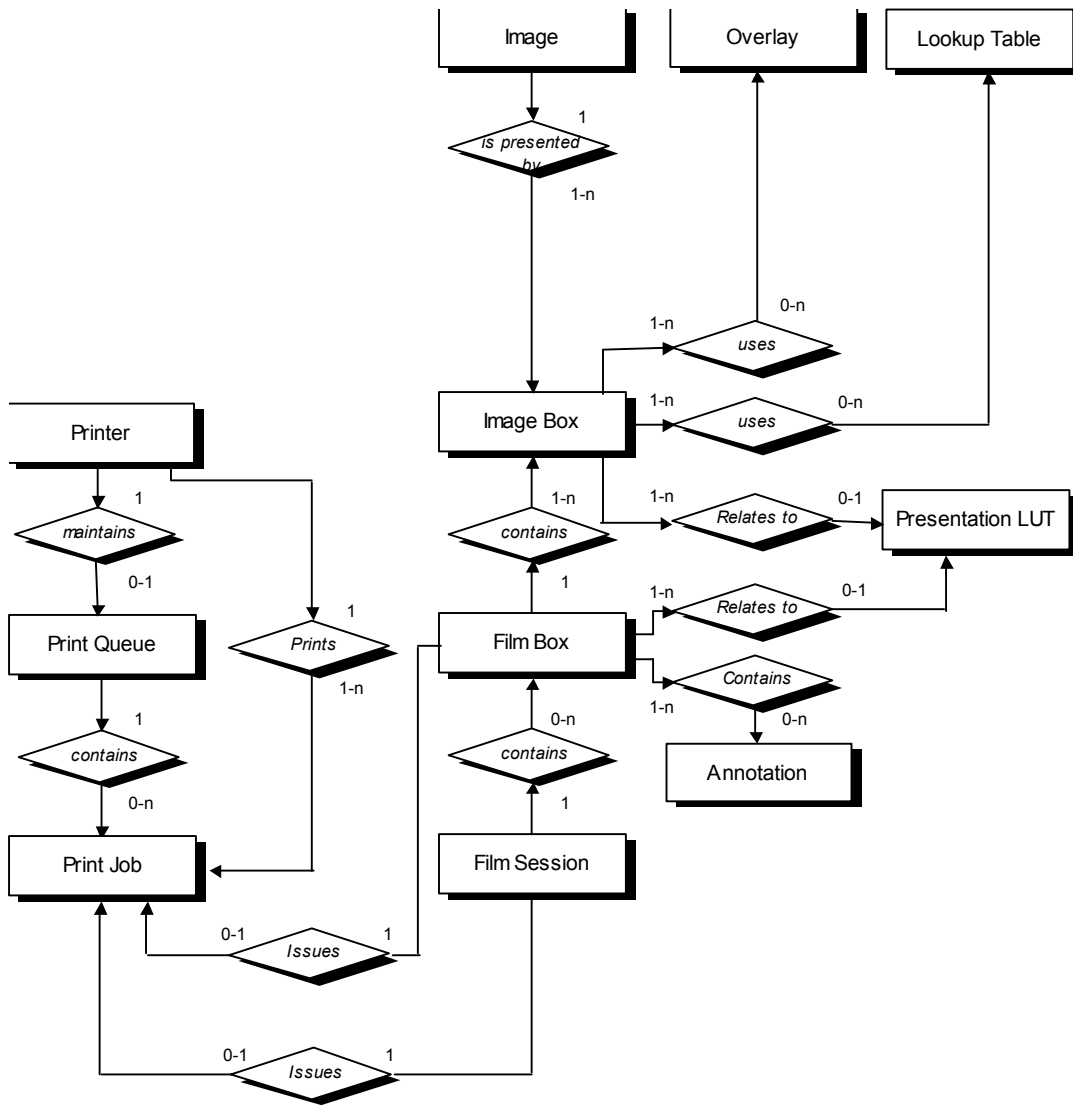 Image
Overlay
Lookup Table
1
is presented
by
1-n
0-n
1-n
uses
Image Box
1-n
uses
0-n
Printer
1
maintains
0-1
1-n
contains
1
1-n
Relates to
0-1
Presentation LUT
Print Queue
1
Prints
1-n
Film Box
1-n
Relates to
0-1
Contains
1-n
0-n
Annotation
1
contains
0-n
0-n
contains
1
Print Job
Film Session
0-1
Issues
1
0-1
Issues
1